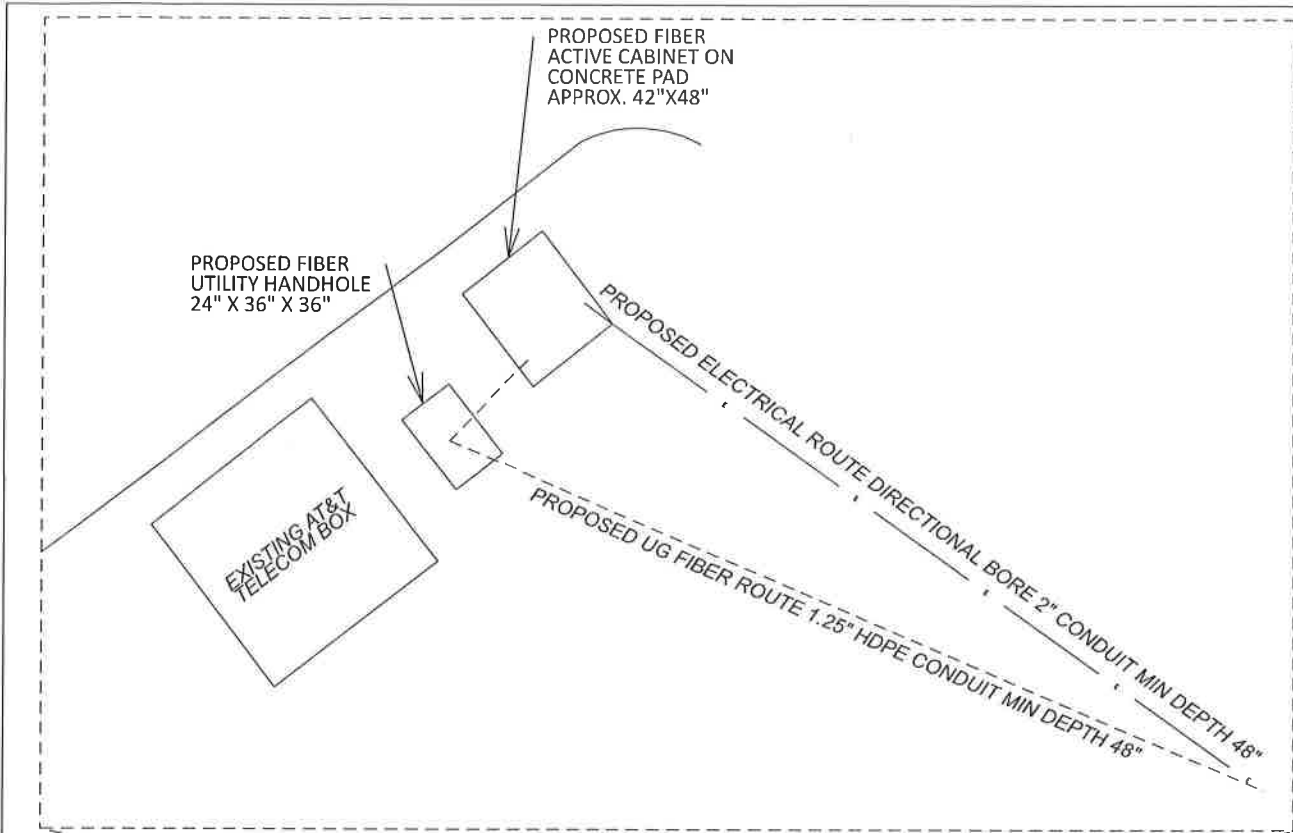 PROPOSED FIBER
ACTIVE CABINET ON
CONCRETE PAD
APPROX. 42"X48"
PROPOSED FIBER
UTILITY HANDHOLE
24" X 36" X 36"
PROPOSED ELECTRICAL ROUTE DIRECTIONAL BORE 2" CONDUIT MIN DEPTH 48"
PROPOSED UG FIBER ROUTE 1.25" HDPE CONDUIT MIN DEPTH 48"
EXISTING AT&T
TELECOM BOX